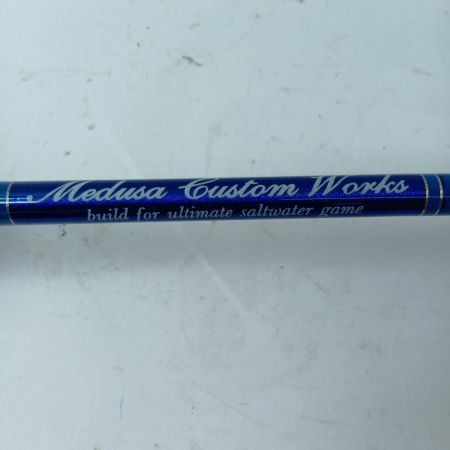 Medusa Custom Works
build for ultimate saltwater game